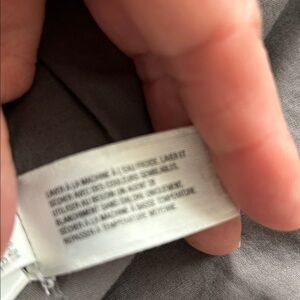 LAVER À LA MACHINE À L'EAU FROIDE. LAVER ET
SÉCHER AVEC DES COULEURS SEMBLABLES.
UTILISER AU BESOIN UN AGENT DE
BLANCHIMENT SANS CHLORE UNIQUEMENT.
SÉCHER À LA MACHINE À BASSE TEMPÉRATURE.
REPASSER À TEMPÉRATURE MOYENNE.